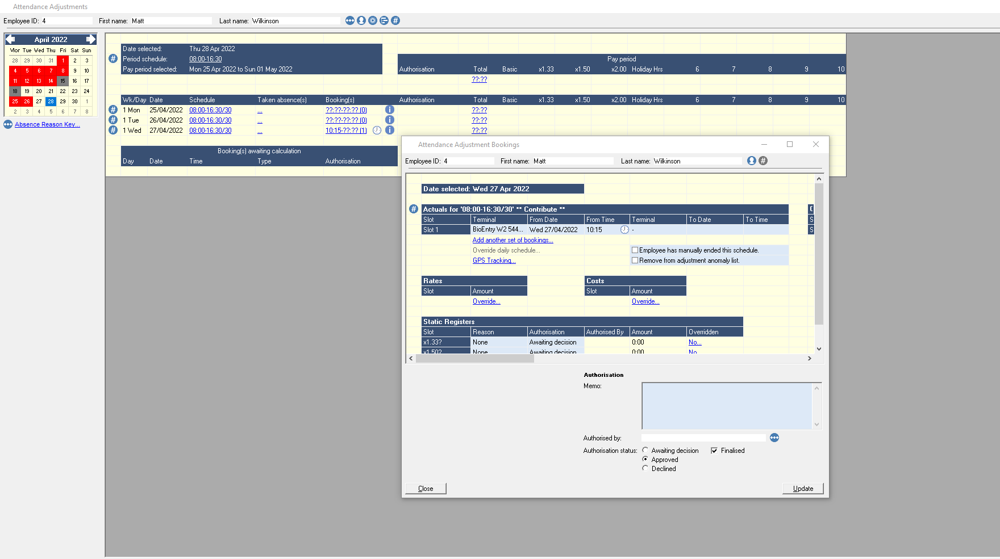 Attendance Adjustments
Employee ID: 4 First name: Matt Last name: Wilkinson
April 2022
Mor Tue Wed Thu Fri Sat Sun
28 29 30 31 1 2 3
4 5 6 7 8 9 10
11 12 13 14 15 16 17
18 19 20 21 22 23 24
25 26 27 28 29 30 1
2 3 4 5 6 7 8
Absence Reason Key...
Date selected: Thu 28 Apr 2022
Period schedule: 08:00-16:30
Pay period selected: Mon 25 Apr 2022 to Sun 01 May 2022
Pay period
Authorisation Total Basic x1.33 x1.50 x2.00 Holiday Hrs 6 7 8 9 10
??:??
Wk/Day Date Schedule Taken absence(s) Booking(s) Authorisation Total Basic x1.33 x1.50 x2.00 Holiday Hrs 6 7 8 9 10
1 Mon 25/04/2022 08:00-16:30/30 ... ??:??-??:?? (0) ??:??
1 Tue 26/04/2022 08:00-16:30/30 ... ??:??-??:?? (0) ??:??
1 Wed 27/04/2022 08:00-16:30/30 ... 10:15-??:?? (1) ??:??
Booking(s) awaiting calculation
Day Date Time Type Authorisation
Attendance Adjustment Bookings
Employee ID: 4 First name: Matt Last name: Wilkinson
Date selected: Wed 27 Apr 2022
Actuals for '08:00-16:30/30' ** Contribute **
Slot Terminal From Date From Time Terminal To Date To Time S
Slot 1 BioEntry W2 544... Wed 27/04/2022 10:15 - S
Add another set of bookings...
Override daily schedule... Employee has manually ended this schedule.
GPS Tracking... Remove from adjustment anomaly list.
Rates Costs
Slot Amount Slot Amount
Override... Override...
Static Registers
Slot Reason Authorisation Authorised By Amount Overridden
x1.33? None Awaiting decision 0:00 No...
x1.50? None Awaiting decision 0:00 No
Authorisation
Memo:
Authorised by:
Authorisation status: Awaiting decision Finalised
Approved
Declined
Close Update